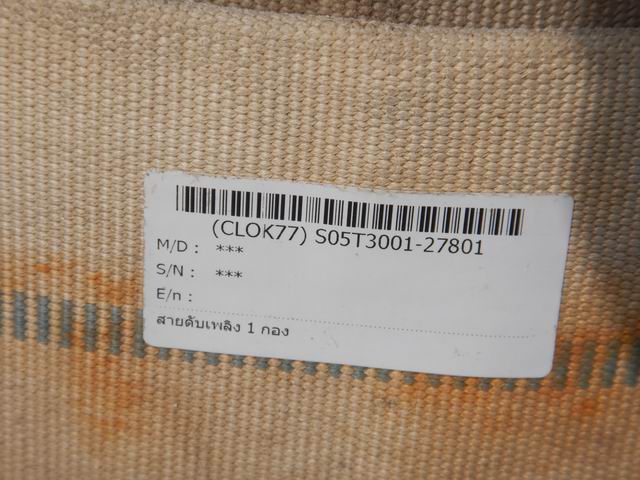 (CLOK77) S05T3001-27801
M/D : ***
S/N : ***
E/n :
สายดับเพลิง 1 กอง